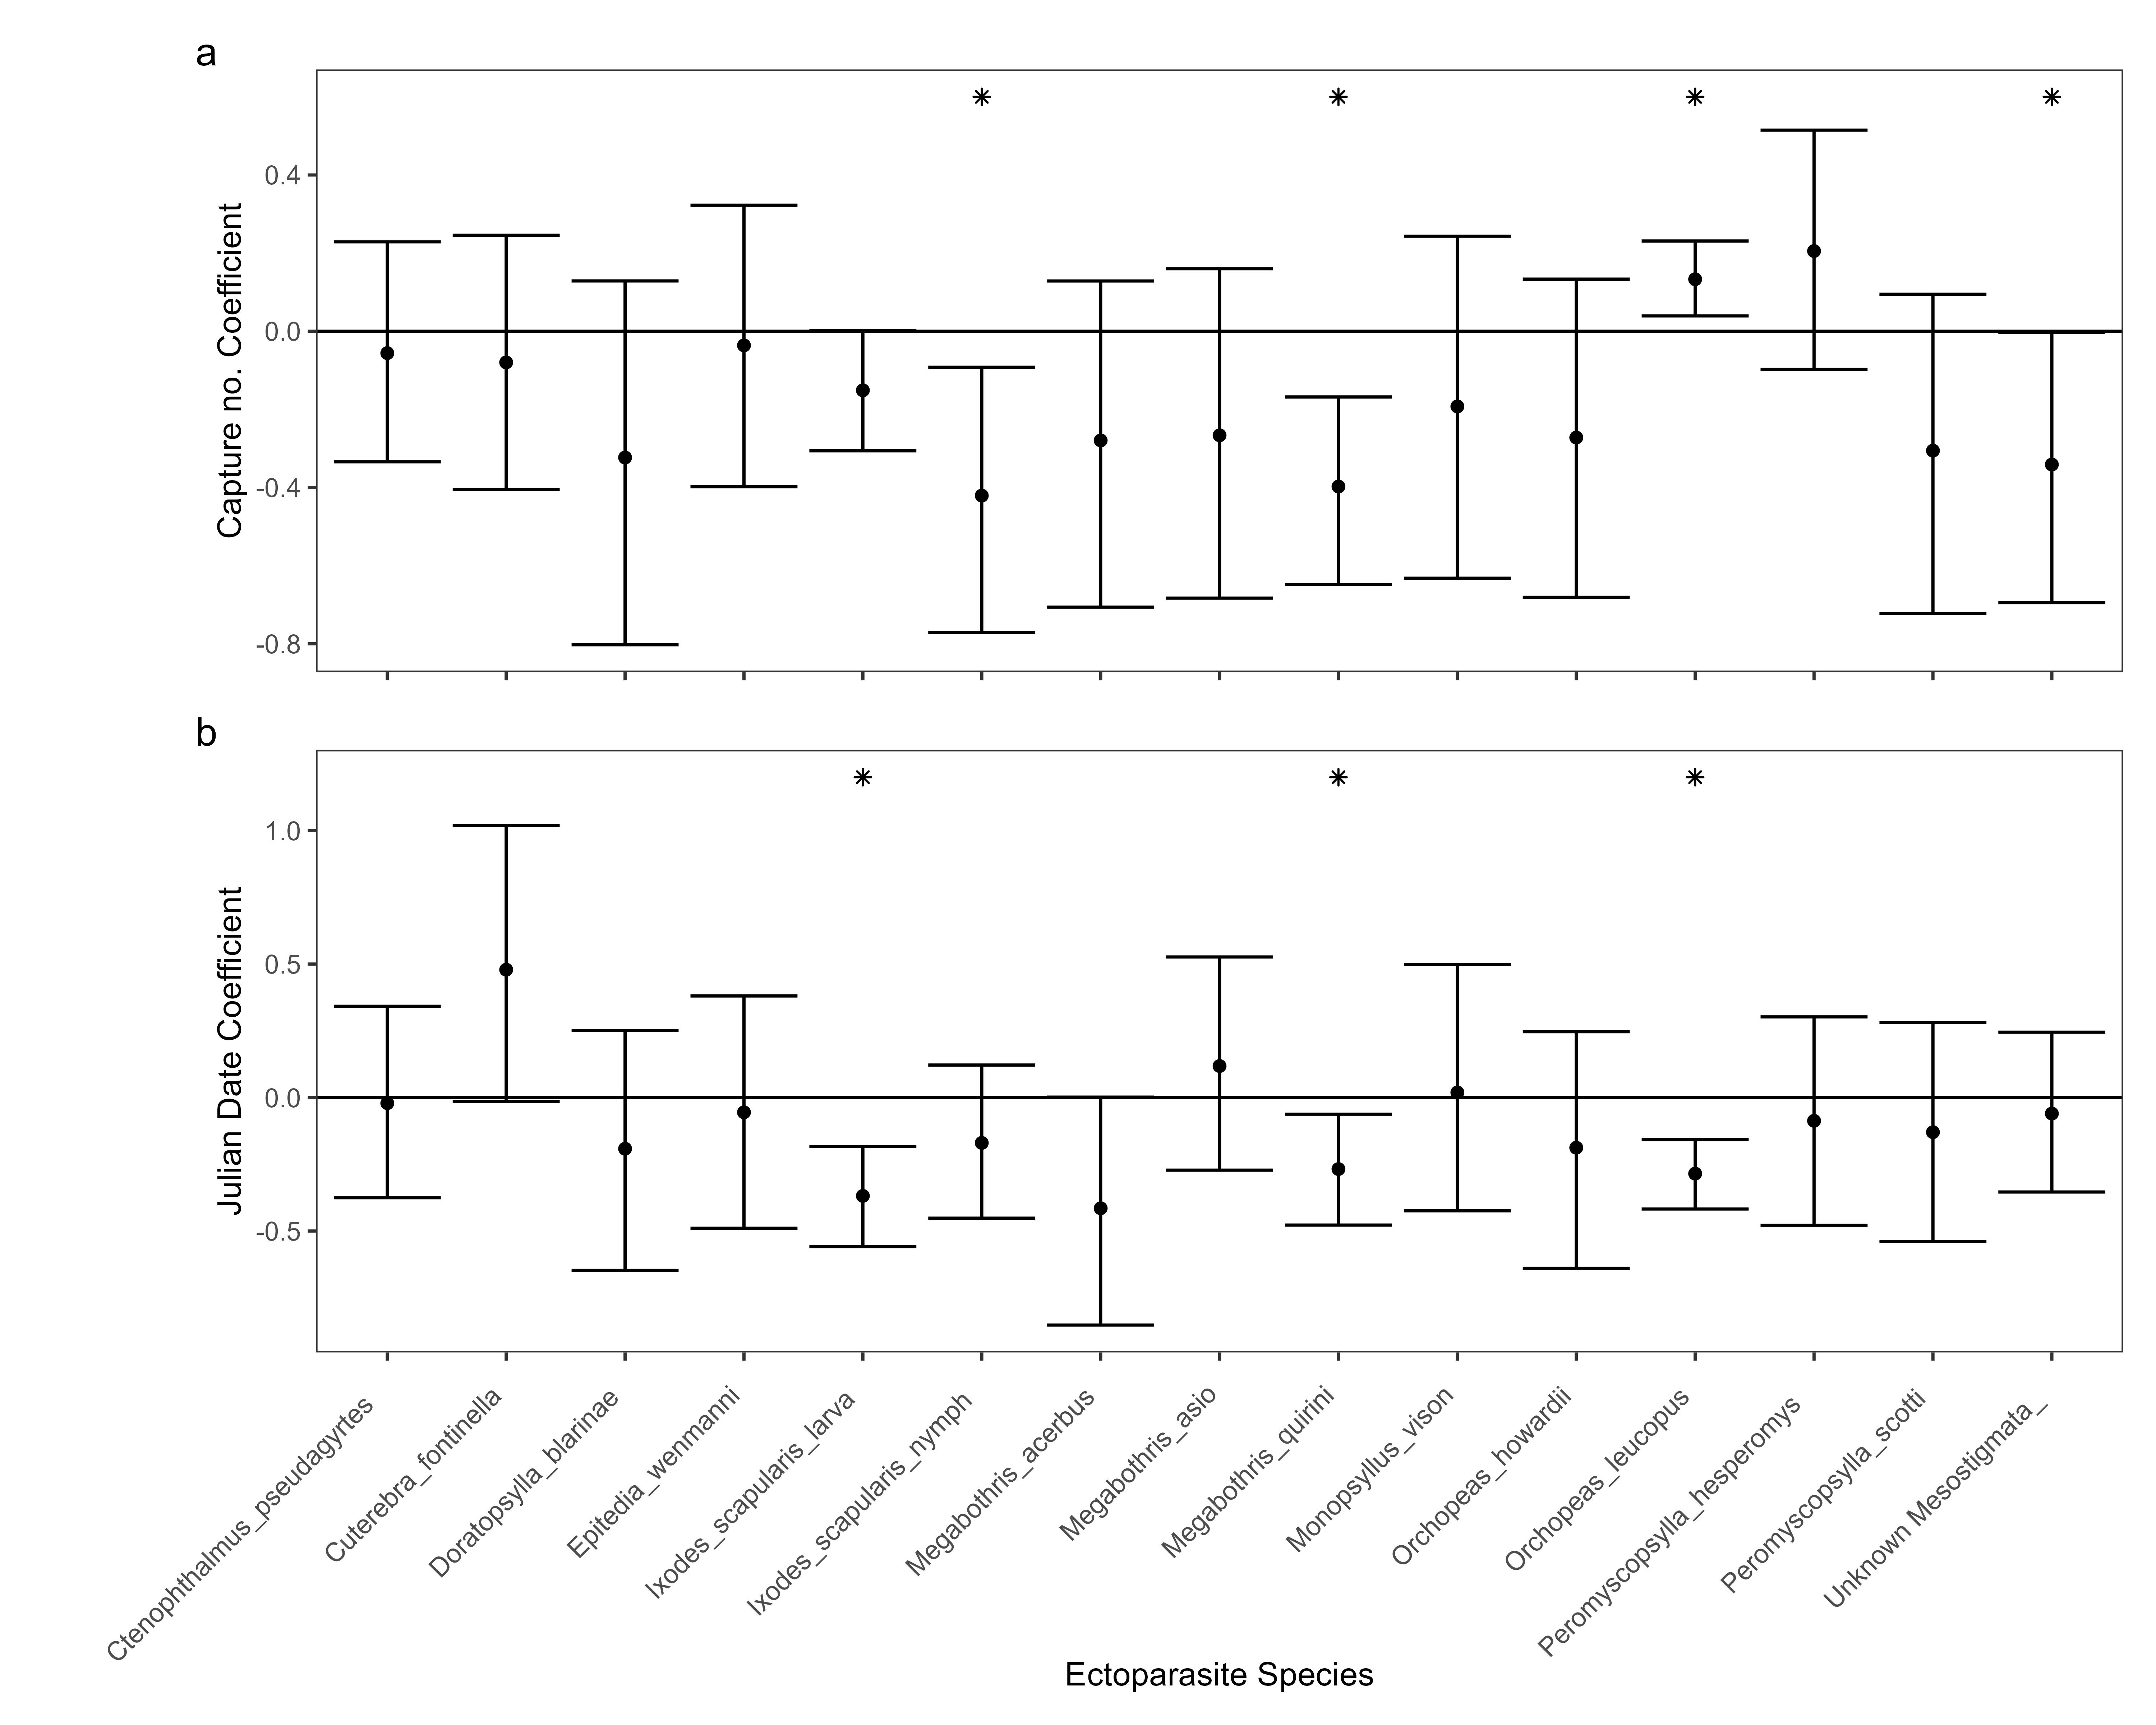 a
*
*
*
*
0.4
0.0
-0.4
-0.8
Capture no. Coefficient
b
*
*
*
1.0
0.5
0.0
-0.5
Julian Date Coefficient
Ctenophthalmus_pseudagyrtes
Cuterebra_fontinella
Doratopsylla_blarinae
Epitedia_wenmanni
Ixodes_scapularis_larva
Ixodes_scapularis_nymph
Megabothris_acerbus
Megabothris_asio
Megabothris_quirini
Monopsyllus_vison
Orchopeas_howardii
Orchopeas_leucopus
Peromyscopsylla_hesperomys
Peromyscopsylla_scotti
Unknown Mesostigmata_
Ectoparasite Species